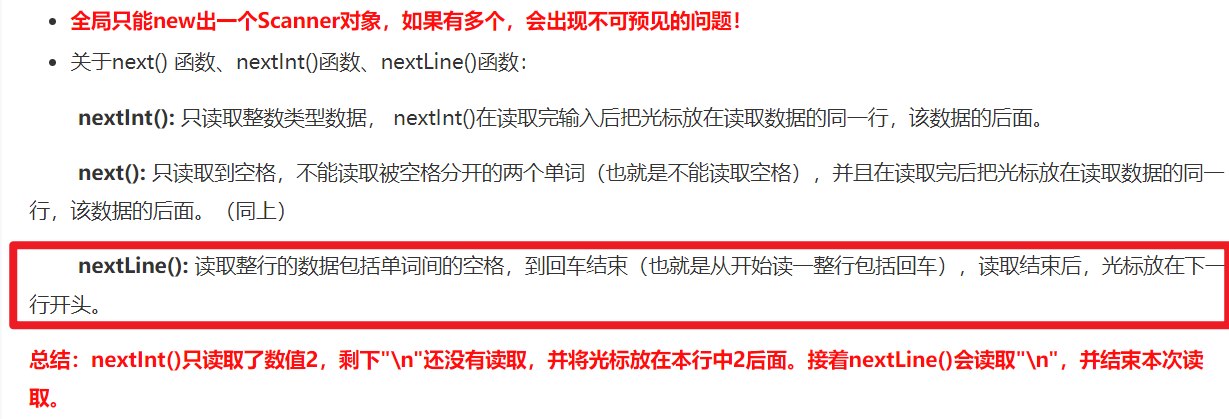 全局只能new出一个Scanner对象，如果有多个，会出现不可预见的问题！
关于next() 函数、nextInt()函数、nextLine()函数：
nextInt(): 只读取整数类型数据， nextInt()在读取完输入后把光标放在读取数据的同一行，该数据的后面。
next(): 只读取到空格，不能读取被空格分开的两个单词（也就是不能读取空格），并且在读取完后把光标放在读取数据的同一
行，该数据的后面。（同上）
nextLine(): 读取整行的数据包括单词间的空格，到回车结束（也就是从开始读一整行包括回车），读取结束后，光标放在下一
行开头。
总结：nextInt()只读取了数值2，剩下"\n"还没有读取，并将光标放在本行中2后面。接着nextLine()会读取"\n"，并结束本次读
取。